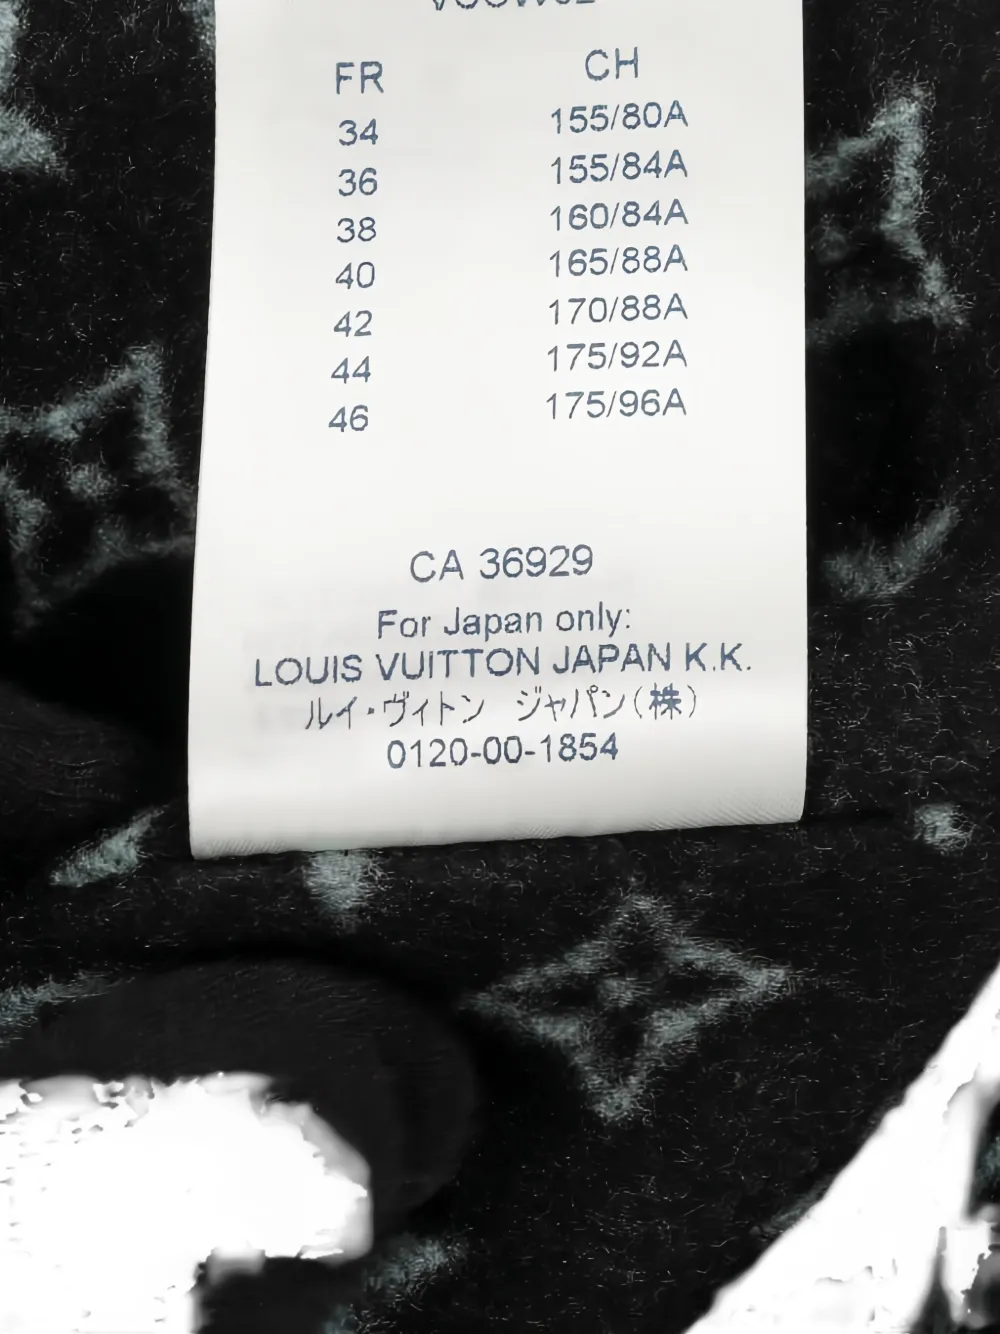 FR CH
34 155/80A
36 155/84A
38 160/84A
40 165/88A
42 170/88A
44 175/92A
46 175/96A
CA 36929
For Japan only:
LOUIS VUITTON JAPAN K.K.
ルイ・ヴィトン ジャパン(株)
0120-00-1854